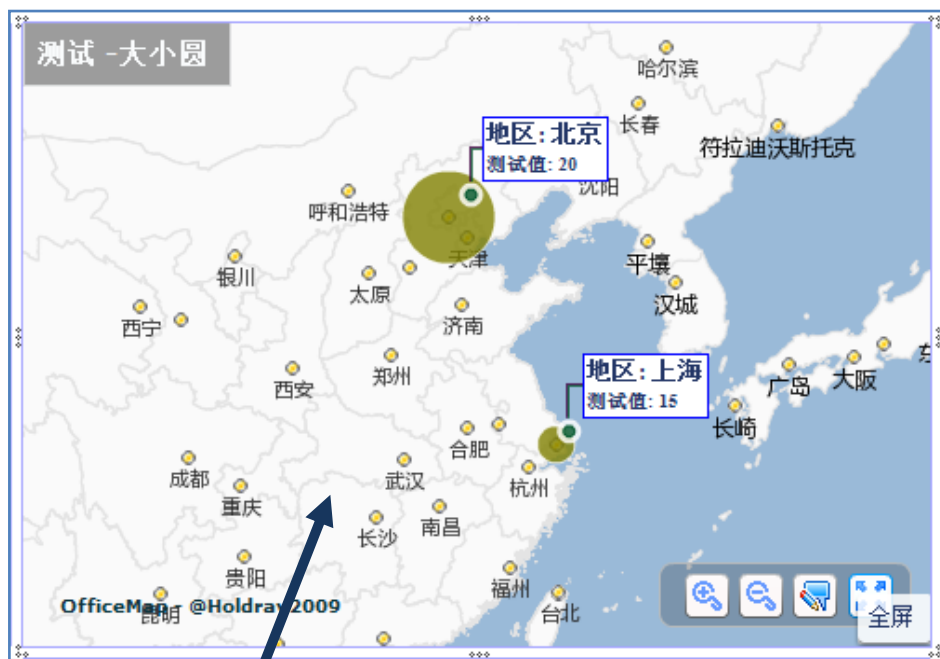 测试 -大小圆
哈尔滨
长春
地区: 北京
测试值: 20
符拉迪沃斯托克
沈阳
呼和浩特
天津
平壤
银川
太原
汉城
西宁
济南
地区: 上海
测试值: 15
郑州
西安
广岛
大阪
长崎
合肥
成都
武汉
杭州
重庆
南昌
长沙
贵阳
福州
OfficeMap - @Holdray2009
昆明
台北
全屏